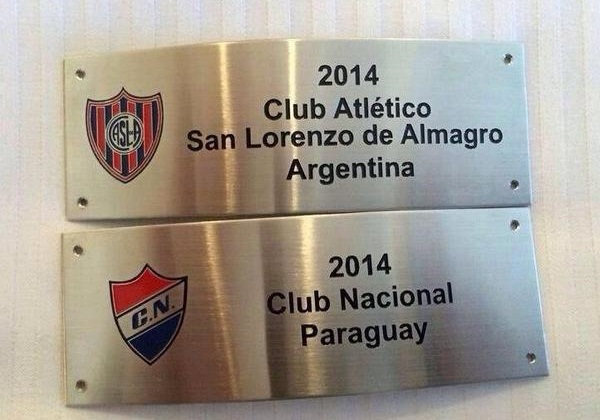 2014
Club Atlético
San Lorenzo de Almagro
Argentina
CASLA
2014
Club Nacional
Paraguay
C.N.